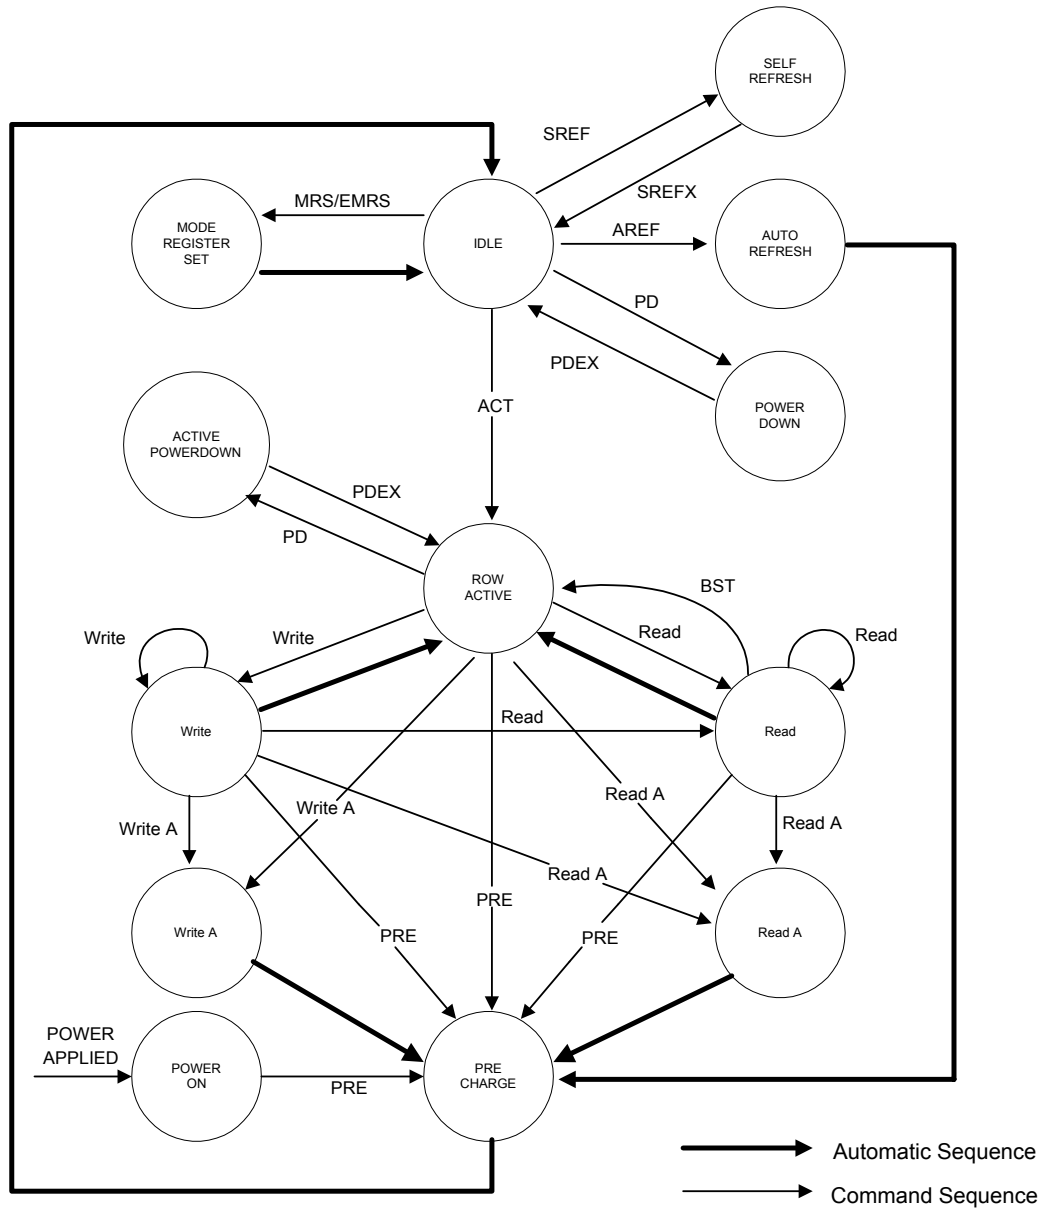 SELF
REFRESH
SREF
SREFX
MRS/EMRS
MODE
REGISTER
SET
IDLE
AREF
AUTO
REFRESH
PD
PDEX
POWER
DOWN
ACT
ACTIVE
POWERDOWN
PDEX
PD
ROW
ACTIVE
BST
Write
Write
Read
Read
Write
Read
Read
Write A
Write A
Read A
Read A
Read A
PRE
PRE
PRE
Write A
Read A
POWER
APPLIED
POWER
ON
PRE
PRE
CHARGE
Automatic Sequence
Command Sequence